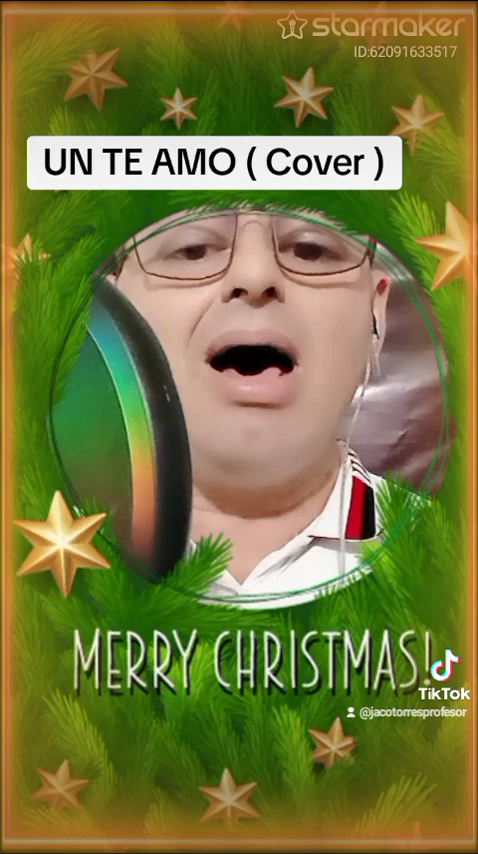 starmaker
ID:62091633517
UN TE AMO ( Cover )
MERRY CHRISTMAS!
TikTok
@jacotorresprofesor